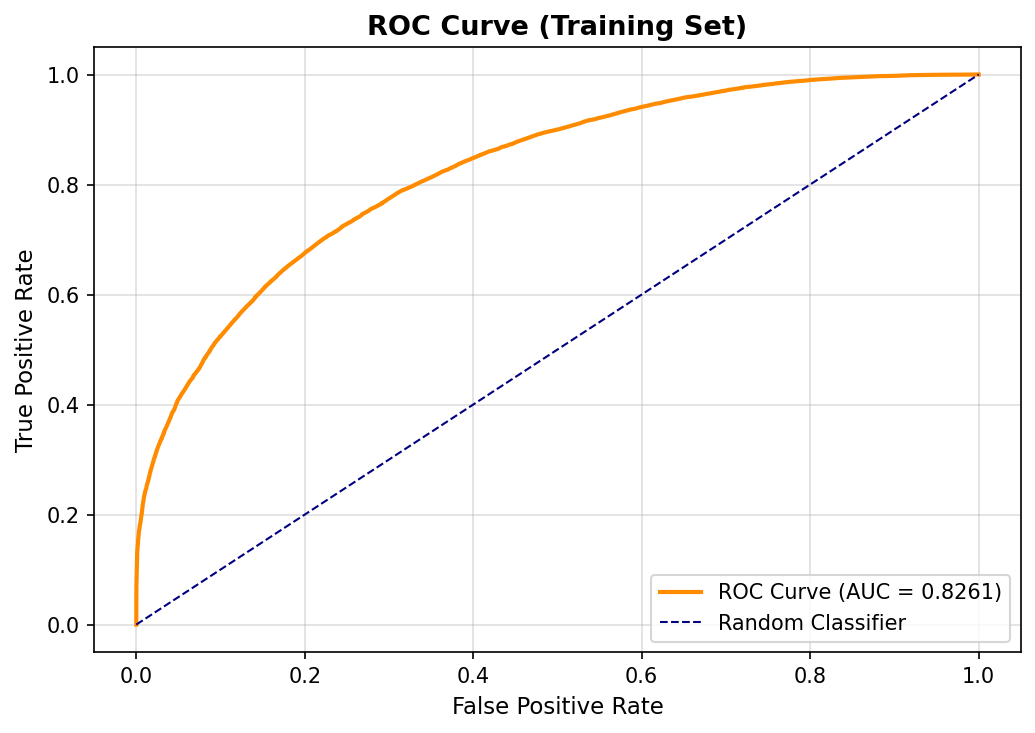 ROC Curve (Training Set)
True Positive Rate
1.0
0.8
0.6
0.4
0.2
0.0
0.0 0.2 0.4 0.6 0.8 1.0
False Positive Rate
ROC Curve (AUC = 0.8261)
Random Classifier